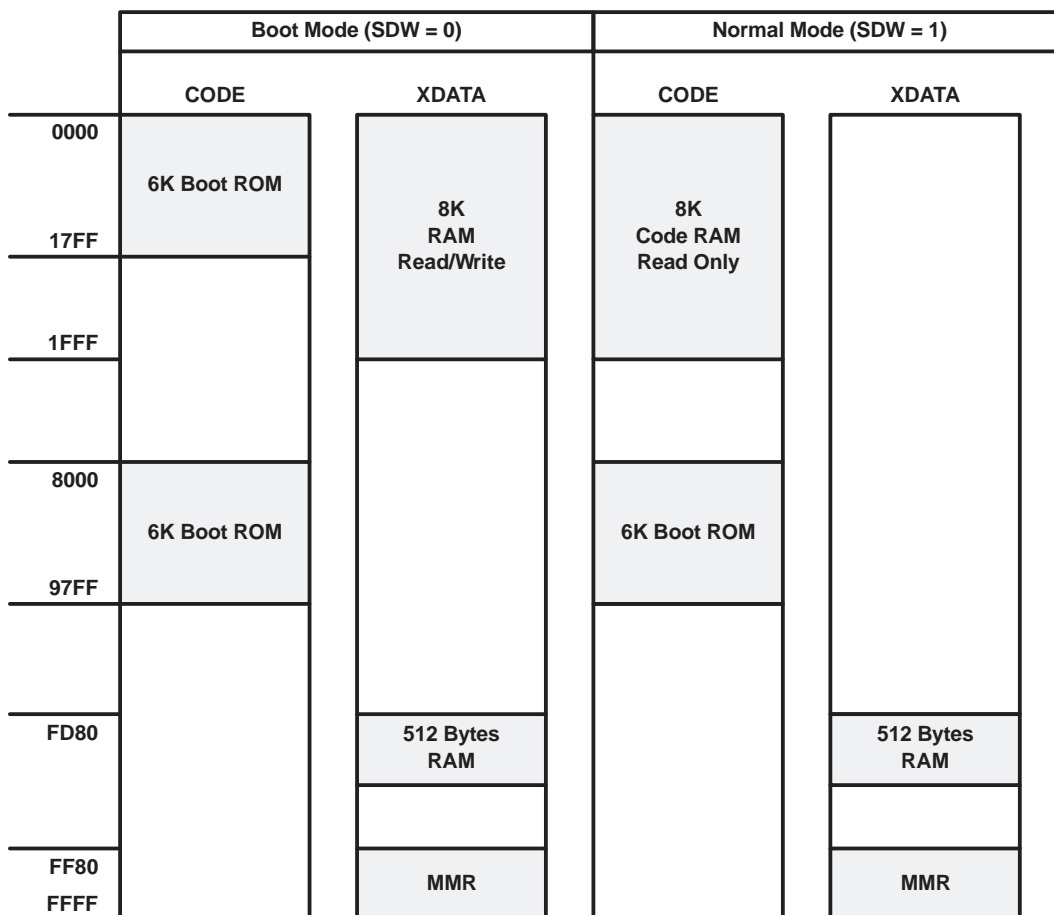 Boot Mode (SDW = 0)
Normal Mode (SDW = 1)
CODE
XDATA
CODE
XDATA
0000
6K Boot ROM
17FF
1FFF
8K
RAM
Read/Write
8K
Code RAM
Read Only
8000
6K Boot ROM
6K Boot ROM
97FF
FD80
512 Bytes
RAM
512 Bytes
RAM
FF80
FFFF
MMR
MMR